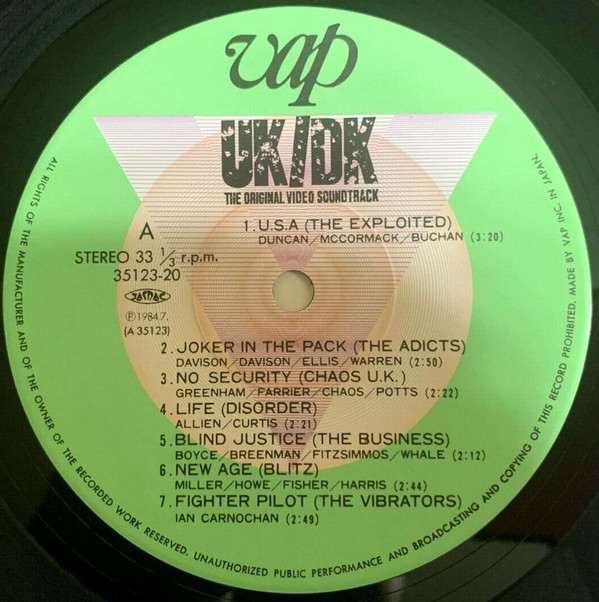 vap
UK/DK
THE ORIGINAL VIDEO SOUNDTRACK
A
STEREO 33 1/3 r.p.m.
35123-20
JASRAC
Ⓟ1984.7.
(A 35123)
1. U.S.A (THE EXPLOITED)
DUNCAN/MCCORMACK/BUCHAN (3:20)
2. JOKER IN THE PACK (THE ADICTS)
DAVISON/DAVISON/ELLIS/WARREN (2:50)
3. NO SECURITY (CHAOS U.K.)
GREENHAM/FARRIER/CHAOS/POTTS (2:22)
4. LIFE (DISORDER)
ALLIEN/CURTIS (2:21)
5. BLIND JUSTICE (THE BUSINESS)
BOYCE/BREENMAN/FITZSIMMOS/WHALE (2:12)
6. NEW AGE (BLITZ)
MILLER/HOWE/FISHER/HARRIS (2:44)
7. FIGHTER PILOT (THE VIBRATORS)
IAN CARNOCHAN (2:49)
ALL RIGHTS OF THE MANUFACTURER AND OF THE OWNER OF THE RECORDED WORK RESERVED. UNAUTHORIZED PUBLIC PERFORMANCE AND BROADCASTING AND COPYING OF THIS RECORD PROHIBITED. MADE BY VAP INC. IN JAPAN.